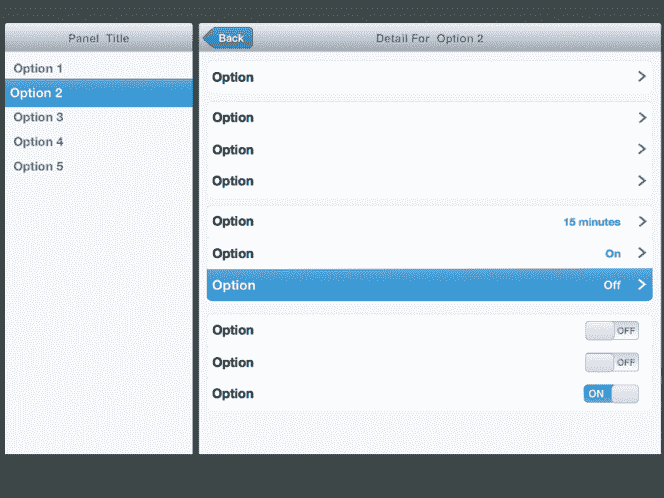 Panel Title
Option 1
Option 2
Option 3
Option 4
Option 5
Back
Detail For Option 2
Option
Option
Option
Option
Option 15 minutes
Option On
Option Off
Option OFF
Option OFF
Option ON